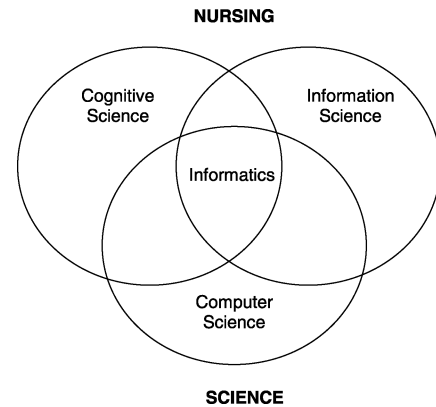 NURSING
Cognitive
Science
Information
Science
Informatics
Computer
Science
SCIENCE